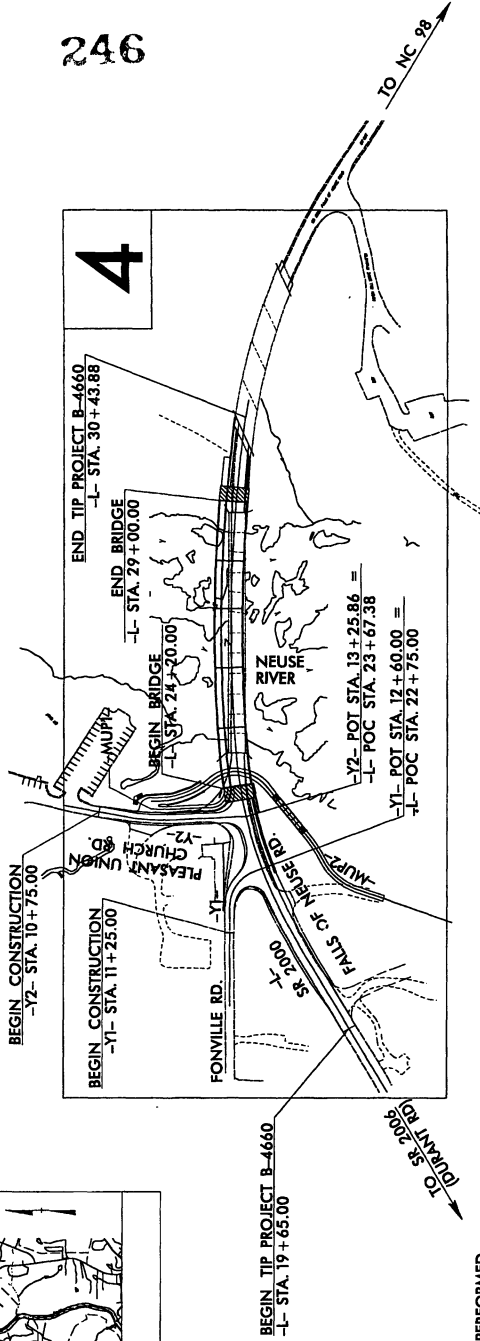 246
TO NC 98
4
END TIP PROJECT B-4660
-L- STA. 30+43.88
END BRIDGE
-L- STA. 29+00.00
BEGIN BRIDGE
-L- STA. 24+20.00
NEUSE
RIVER
-Y2- POT STA. 13+25.86 =
-L- POC STA. 23+67.38
-Y1- POT STA. 12+60.00 =
-L- POC STA. 22+75.00
-MUP1-
-Y2-
PLEASANT UNION
CHURCH RD.
BEGIN CONSTRUCTION
-Y2- STA. 10+75.00
BEGIN CONSTRUCTION
-Y1- STA. 11+25.00
-Y1-
FONVILLE RD.
-L-
SR 2000
FALLS OF NEUSE RD.
-MUP2-
BEGIN TIP PROJECT B-4660
-L- STA. 19+65.00
TO SR 2006
(DURANT RD)
PERFORMED